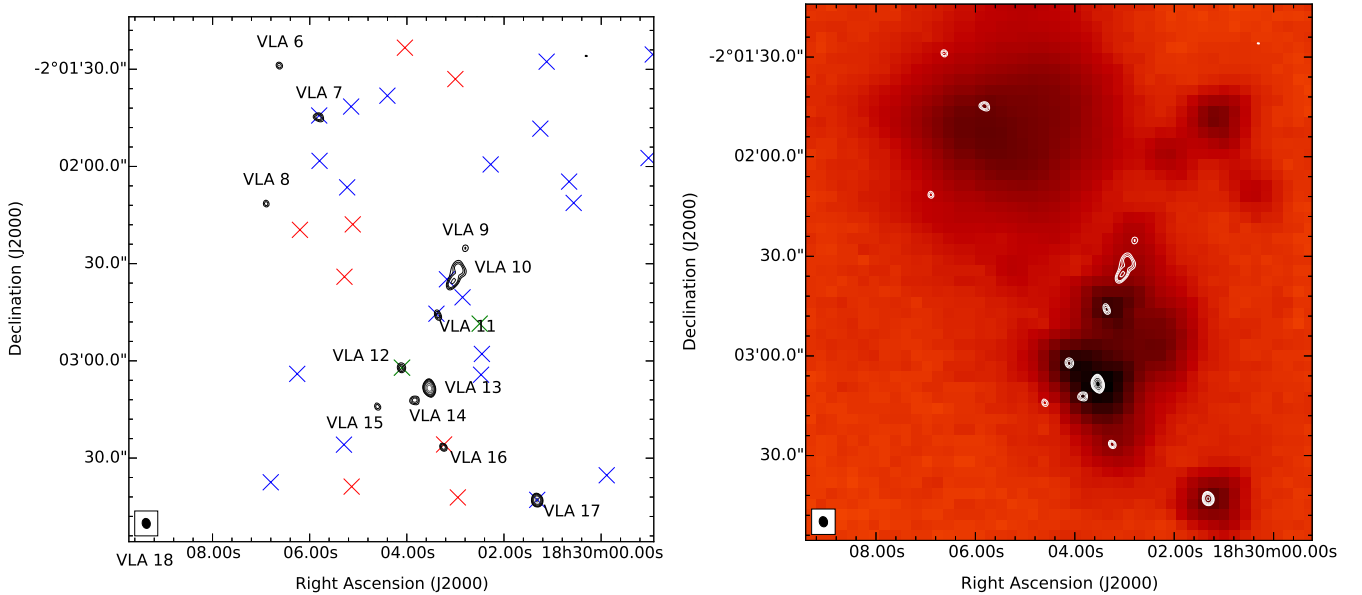 VLA 6
-2°01'30.0"
VLA 7
02'00.0"
VLA 8
VLA 9
30.0"
VLA 10
VLA 11
VLA 12
03'00.0"
VLA 13
VLA 14
VLA 15
30.0"
VLA 16
VLA 17
VLA 18
08.00s 06.00s 04.00s 02.00s 18h30m00.00s
Right Ascension (J2000)
Declination (J2000)
-2°01'30.0"
02'00.0"
30.0"
03'00.0"
30.0"
08.00s 06.00s 04.00s 02.00s 18h30m00.00s
Right Ascension (J2000)
Declination (J2000)